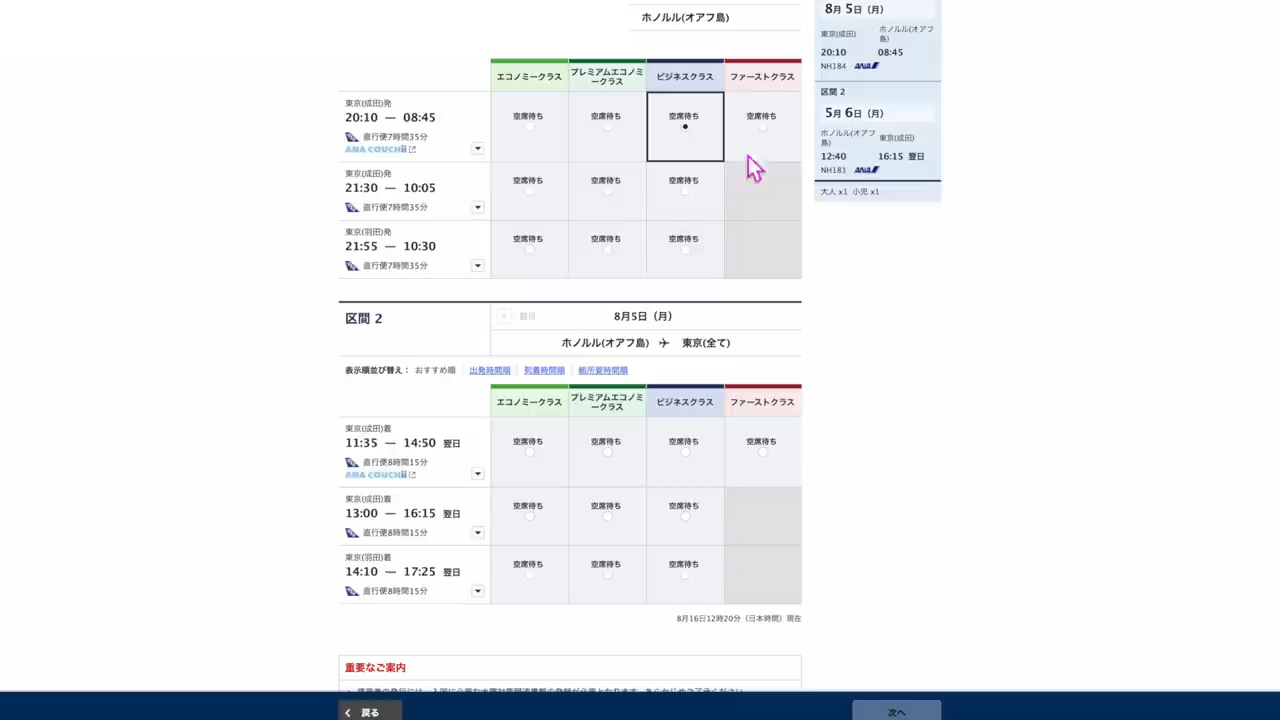 ホノルル(オアフ島)
エコノミークラス
プレミアムエコノミ
ークラス
ビジネスクラス
ファーストクラス
東京(成田)発
20:10 — 08:45
直行便7時間35分
ANA COUCHii
空席待ち
空席待ち
空席待ち
空席待ち
東京(成田)発
21:30 — 10:05
直行便7時間35分
空席待ち
空席待ち
空席待ち
東京(羽田)発
21:55 — 10:30
直行便7時間35分
空席待ち
空席待ち
空席待ち
区間 2
前日
8月5日(月)
ホノルル(オアフ島) 東京(全て)
表示順並び替え: おすすめ順 出発時間順 到着時間順 総所要時間順
エコノミークラス
プレミアムエコノミ
ークラス
ビジネスクラス
ファーストクラス
東京(成田)着
11:35 — 14:50 翌日
直行便8時間15分
ANA COUCHii
空席待ち
空席待ち
空席待ち
空席待ち
東京(成田)着
13:00 — 16:15 翌日
直行便8時間15分
空席待ち
空席待ち
空席待ち
東京(羽田)着
14:10 — 17:25 翌日
直行便8時間15分
空席待ち
空席待ち
空席待ち
8月16日12時20分(日本時間)現在
重要なご案内
戻る
次へ
8月 5日 (月)
東京(成田) ホノルル(オアフ
島)
20:10 08:45
NH184 ANA
区間 2
5月 6日 (月)
ホノルル(オアフ 東京(成田)
島)
12:40 16:15 翌日
NH181 ANA
大人 x1 小児 x1